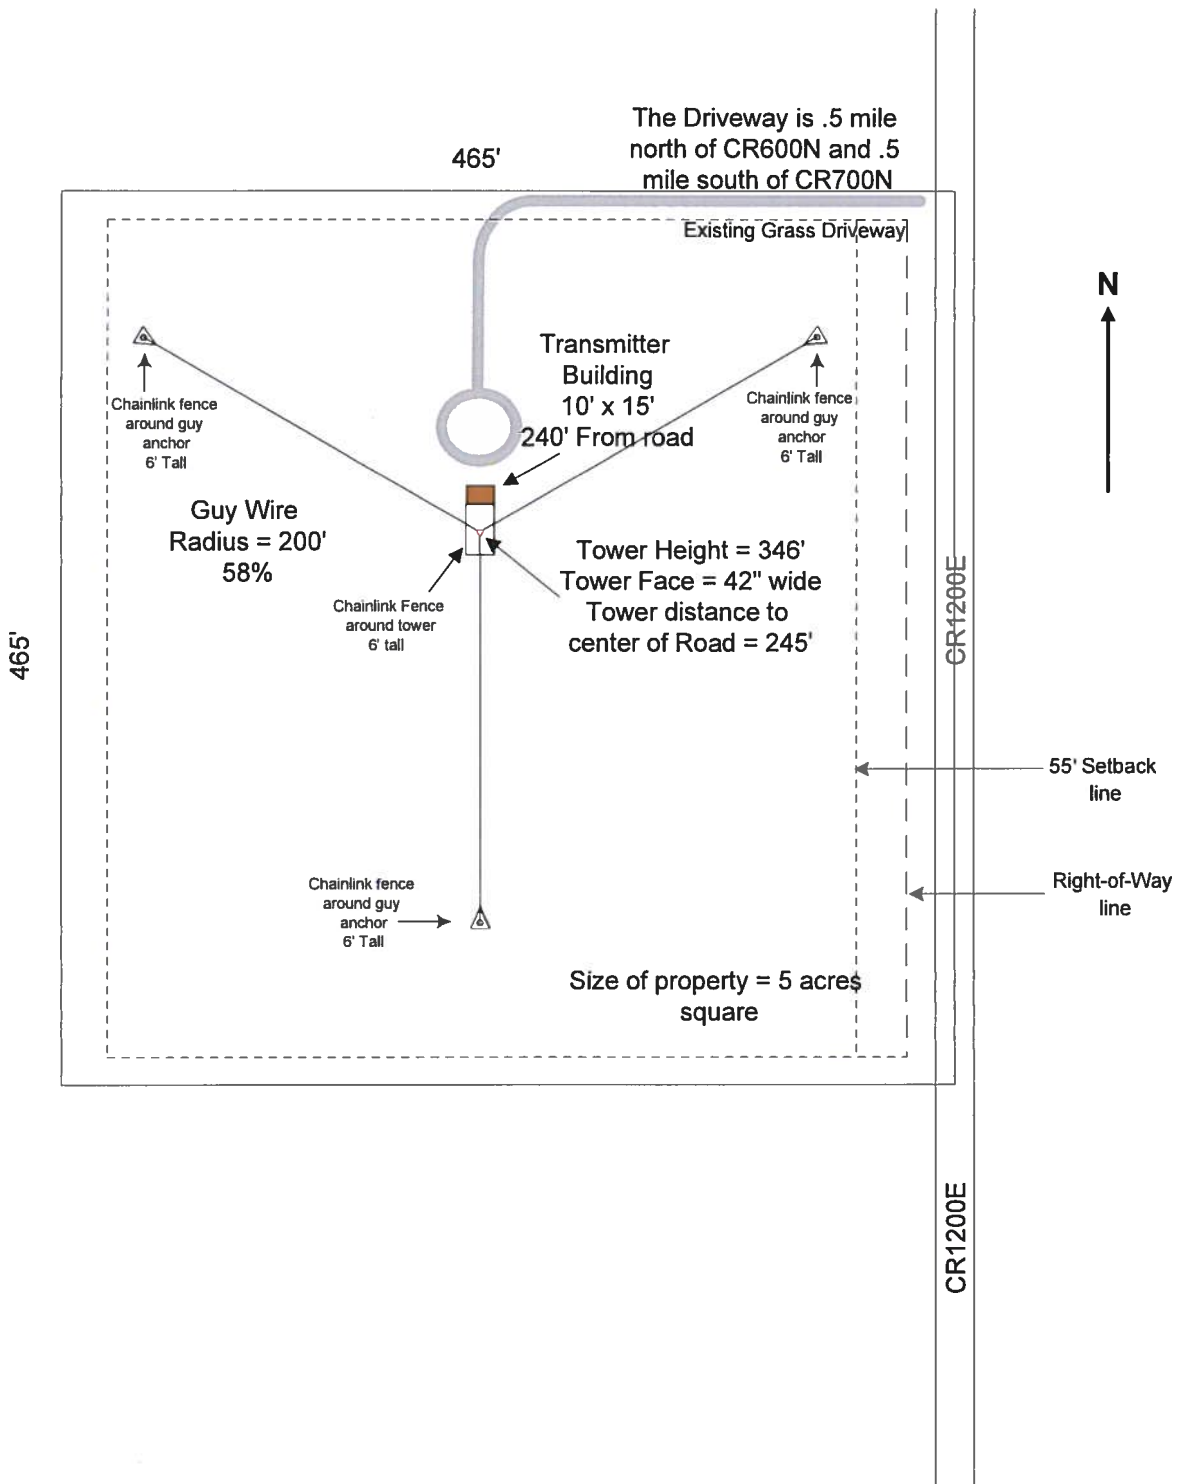 The Driveway is .5 mile
north of CR600N and .5
mile south of CR700N
465'
Existing Grass Driveway
N
Transmitter
Building
10' x 15'
240' From road
Chainlink fence
around guy
anchor
6' Tall
Chainlink fence
around guy
anchor
6' Tall
Guy Wire
Radius = 200'
58%
Tower Height = 346'
Tower Face = 42" wide
Tower distance to
center of Road = 245'
Chainlink Fence
around tower
6' tall
CR1200E
465'
55' Setback
line
Right-of-Way
line
Chainlink fence
around guy
anchor
6' Tall
Size of property = 5 acres
square
CR1200E